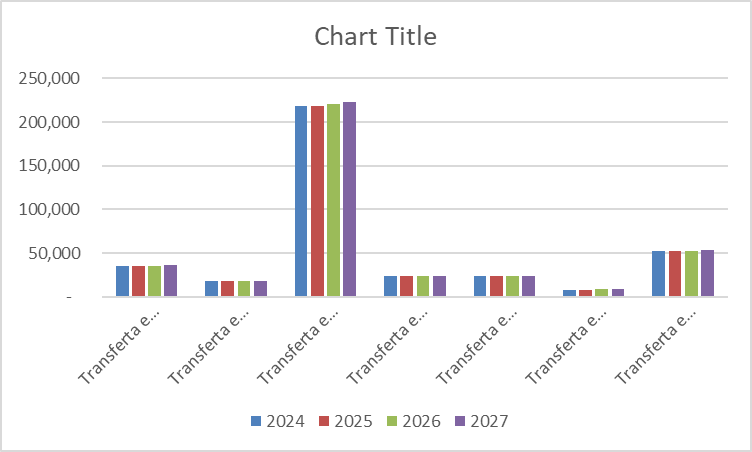 Chart Title
250,000
200,000
150,000
100,000
50,000
-
Transferta e...
Transferta e...
Transferta e...
Transferta e...
Transferta e...
Transferta e...
Transferta e...
2024 2025 2026 2027